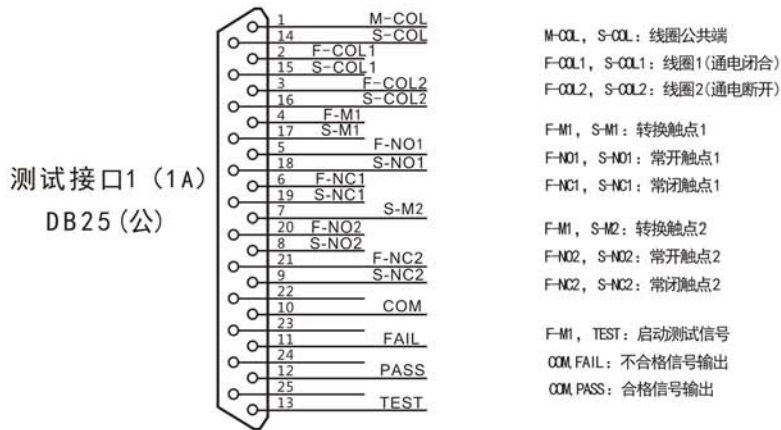 测试接口1 (1A)
DB25(公)
1 M-COL
14 S-COL
2 F-COL1
15 S-COL1
3 F-COL2
16 S-COL2
4 F-M1
17 S-M1
5 F-NO1
18 S-NO1
6 F-NC1
19 S-NC1
7 S-M2
20 F-NO2
8 S-NO2
21 F-NC2
9 S-NC2
22
10 COM
23
11 FAIL
24
12 PASS
25
13 TEST
M-COL, S-COL: 线圈公共端
F-COL1, S-COL1: 线圈1(通电闭合)
F-COL2, S-COL2: 线圈2(通电断开)
F-M1, S-M1: 转换触点1
F-NO1, S-NO1: 常开触点1
F-NC1, S-NC1: 常闭触点1
F-M1, S-M2: 转换触点2
F-NO2, S-NO2: 常开触点2
F-NC2, S-NC2: 常闭触点2
F-M1, TEST: 启动测试信号
COM,FAIL: 不合格信号输出
COM,PASS: 合格信号输出